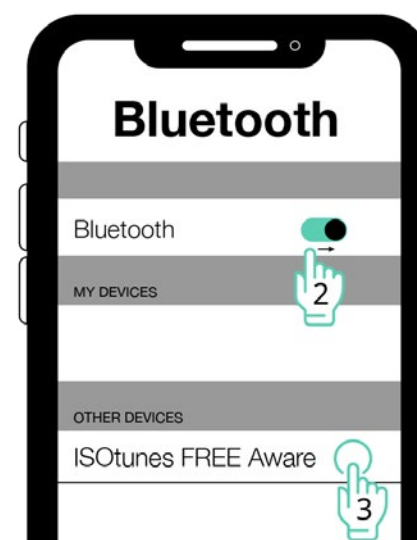 Bluetooth
Bluetooth
2
MY DEVICES
OTHER DEVICES
ISOtunes FREE Aware
3